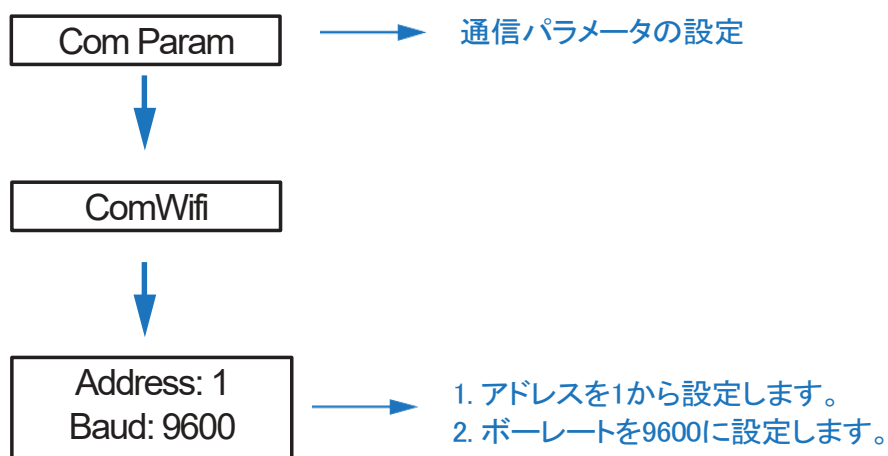 Com Param
通信パラメータの設定
ComWifi
Address: 1
Baud: 9600
1. アドレスを1から設定します。
2. ボーレートを9600に設定します。